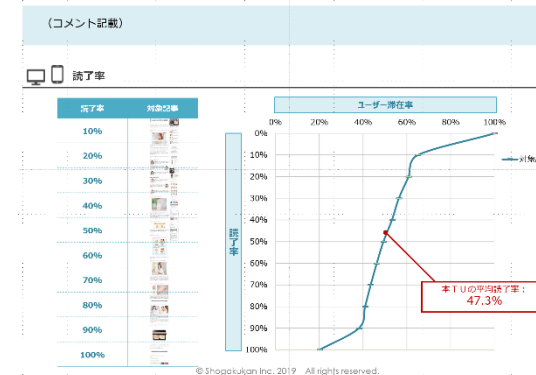 （コメント記載）
読了率
読了率 対象記事
10%
20%
30%
40%
50%
60%
70%
80%
90%
100%
ユーザー滞在率
0% 20% 40% 60% 80% 100%
読了率
0%
10%
20%
30%
40%
50%
60%
70%
80%
90%
100%
対象
本ＴＵの平均読了率：
47.3%
© Shogakukan Inc. 2019 All rights reserved.